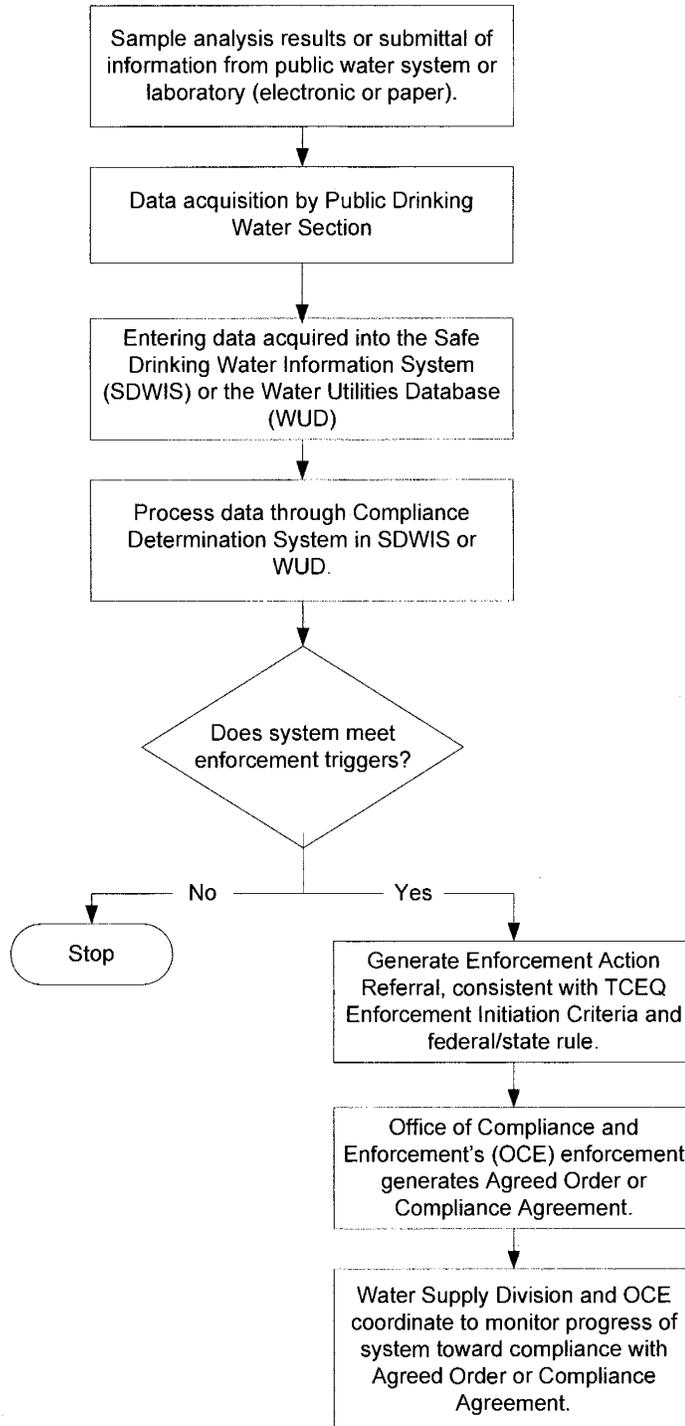 Sample analysis results or submittal of
information from public water system or
laboratory (electronic or paper).
Data acquisition by Public Drinking
Water Section
Entering data acquired into the Safe
Drinking Water Information System
(SDWIS) or the Water Utilities Database
(WUD)
Process data through Compliance
Determination System in SDWIS or
WUD.
Does system meet
enforcement triggers?
No
Yes
Stop
Generate Enforcement Action
Referral, consistent with TCEQ
Enforcement Initiation Criteria and
federal/state rule.
Office of Compliance and
Enforcement's (OCE) enforcement
generates Agreed Order or
Compliance Agreement.
Water Supply Division and OCE
coordinate to monitor progress of
system toward compliance with
Agreed Order or Compliance
Agreement.